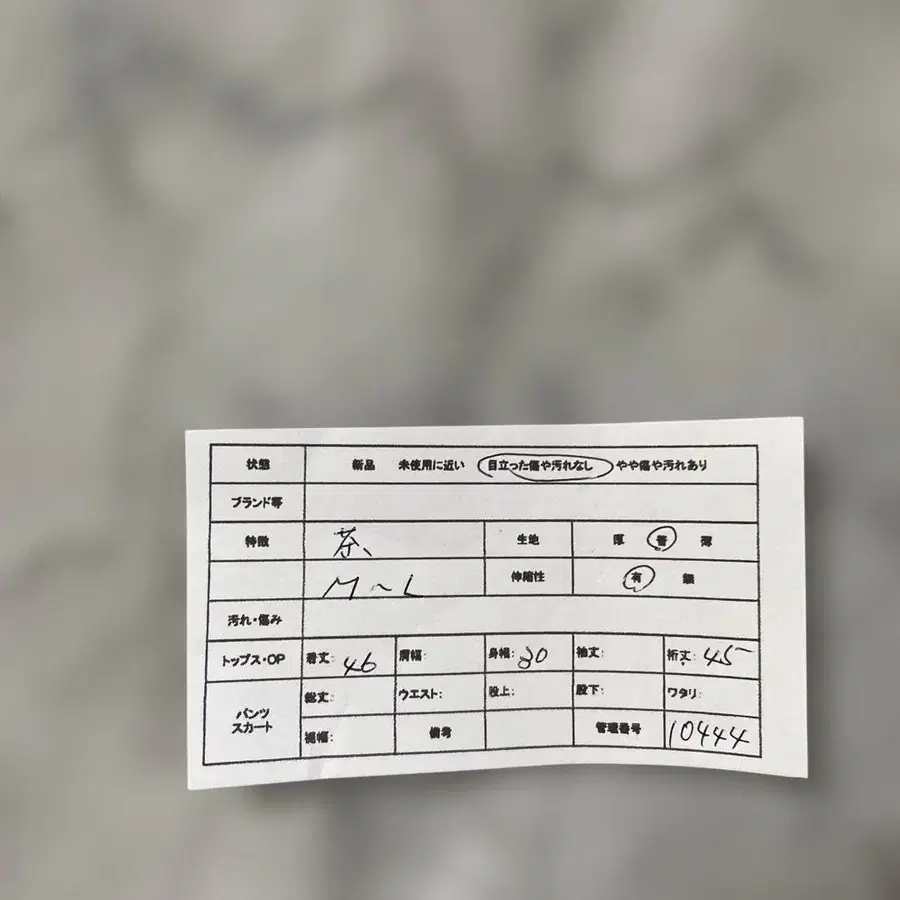 状態 新品 未使用に近い 目立った傷や汚れなし やや傷や汚れあり
ブランド等
特徴 茶、 生地 厚 普 薄
M〜L 伸縮性 有 無
汚れ・傷み
トップス・OP 着丈: 46 肩幅: 身幅: 30 袖丈: 裄丈: 45
パンツ スカート 総丈: ウエスト: 股上: 股下: ワタリ:
裾幅: 備考 管理番号 10444